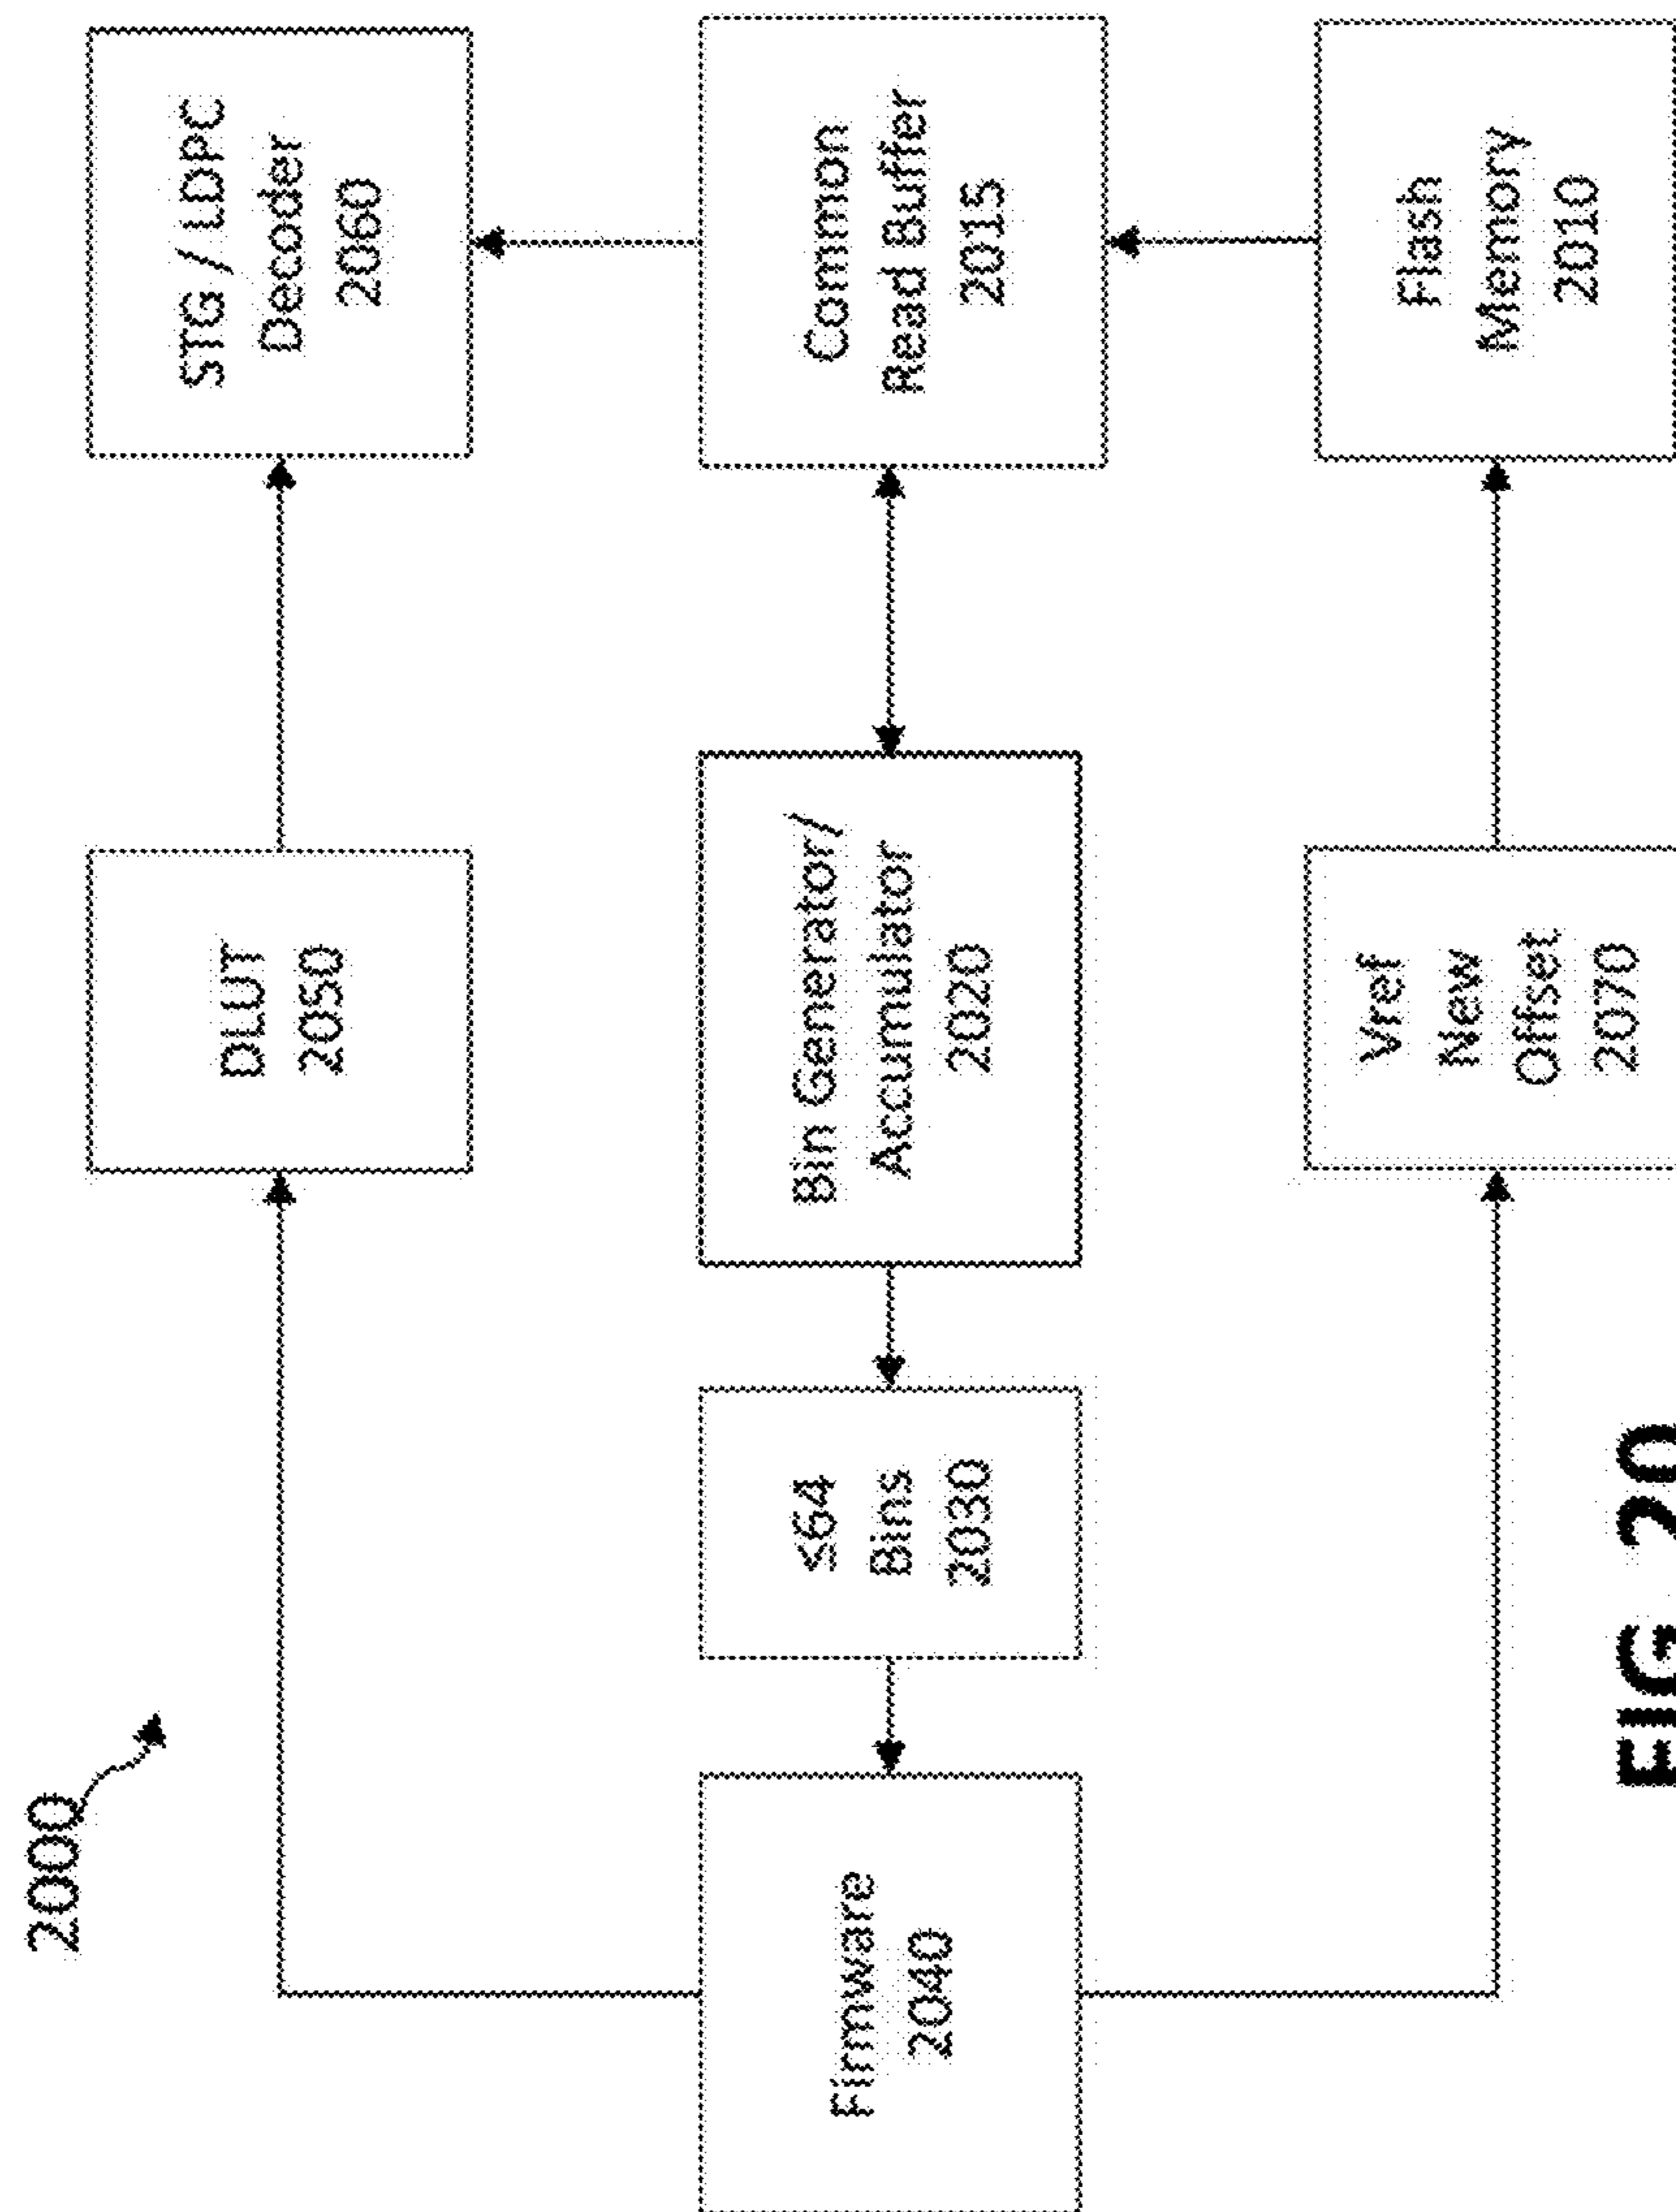 2000
Firmware
2040
≤64
Bins
2030
Bin Generator/
Accumulator
2020
Common
Read Buffer
2015
DLUT
2050
STG / LDPC
Decoder
2060
Vref
New
Offset
2070
Flash
Memory
2010
FIG. 20